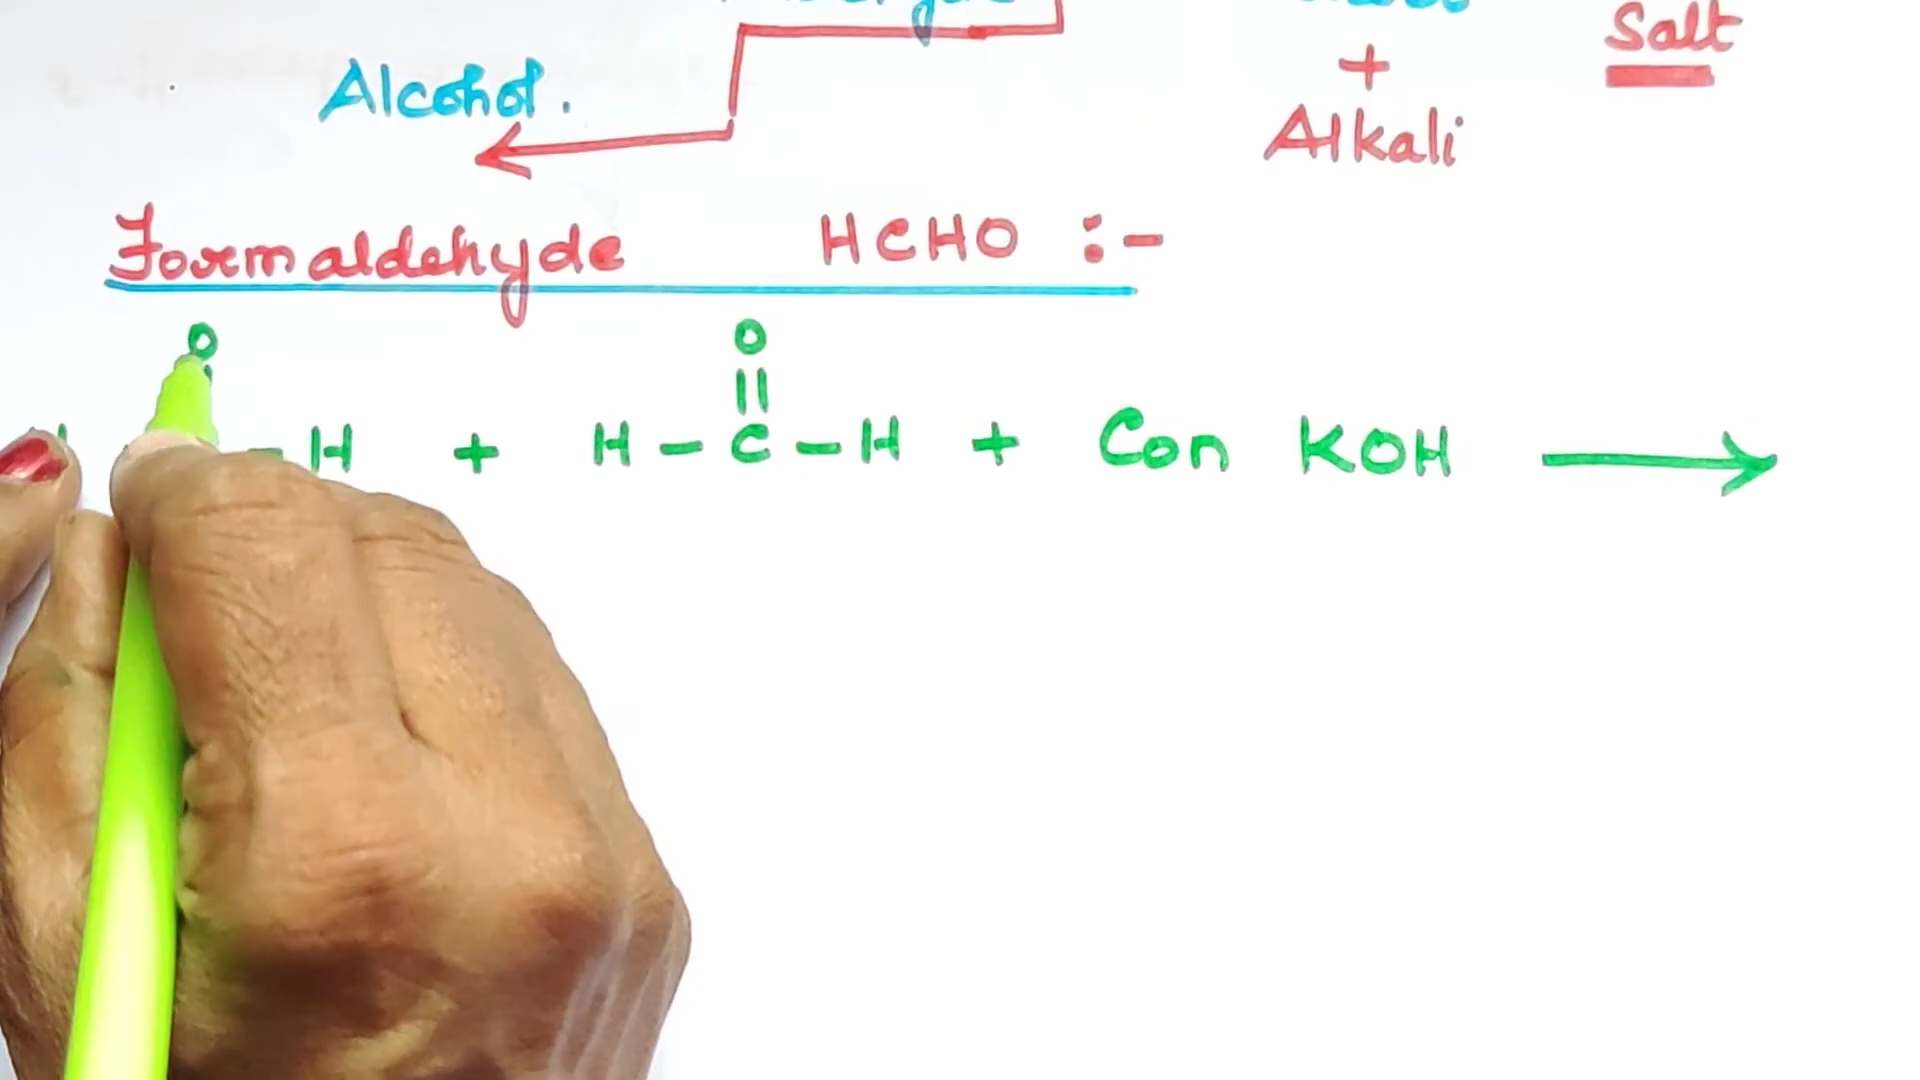 Salt
Alcohol. +
Alkali
Formaldehyde HCHO :-
O O
||
-H + H-C-H + Con KOH →